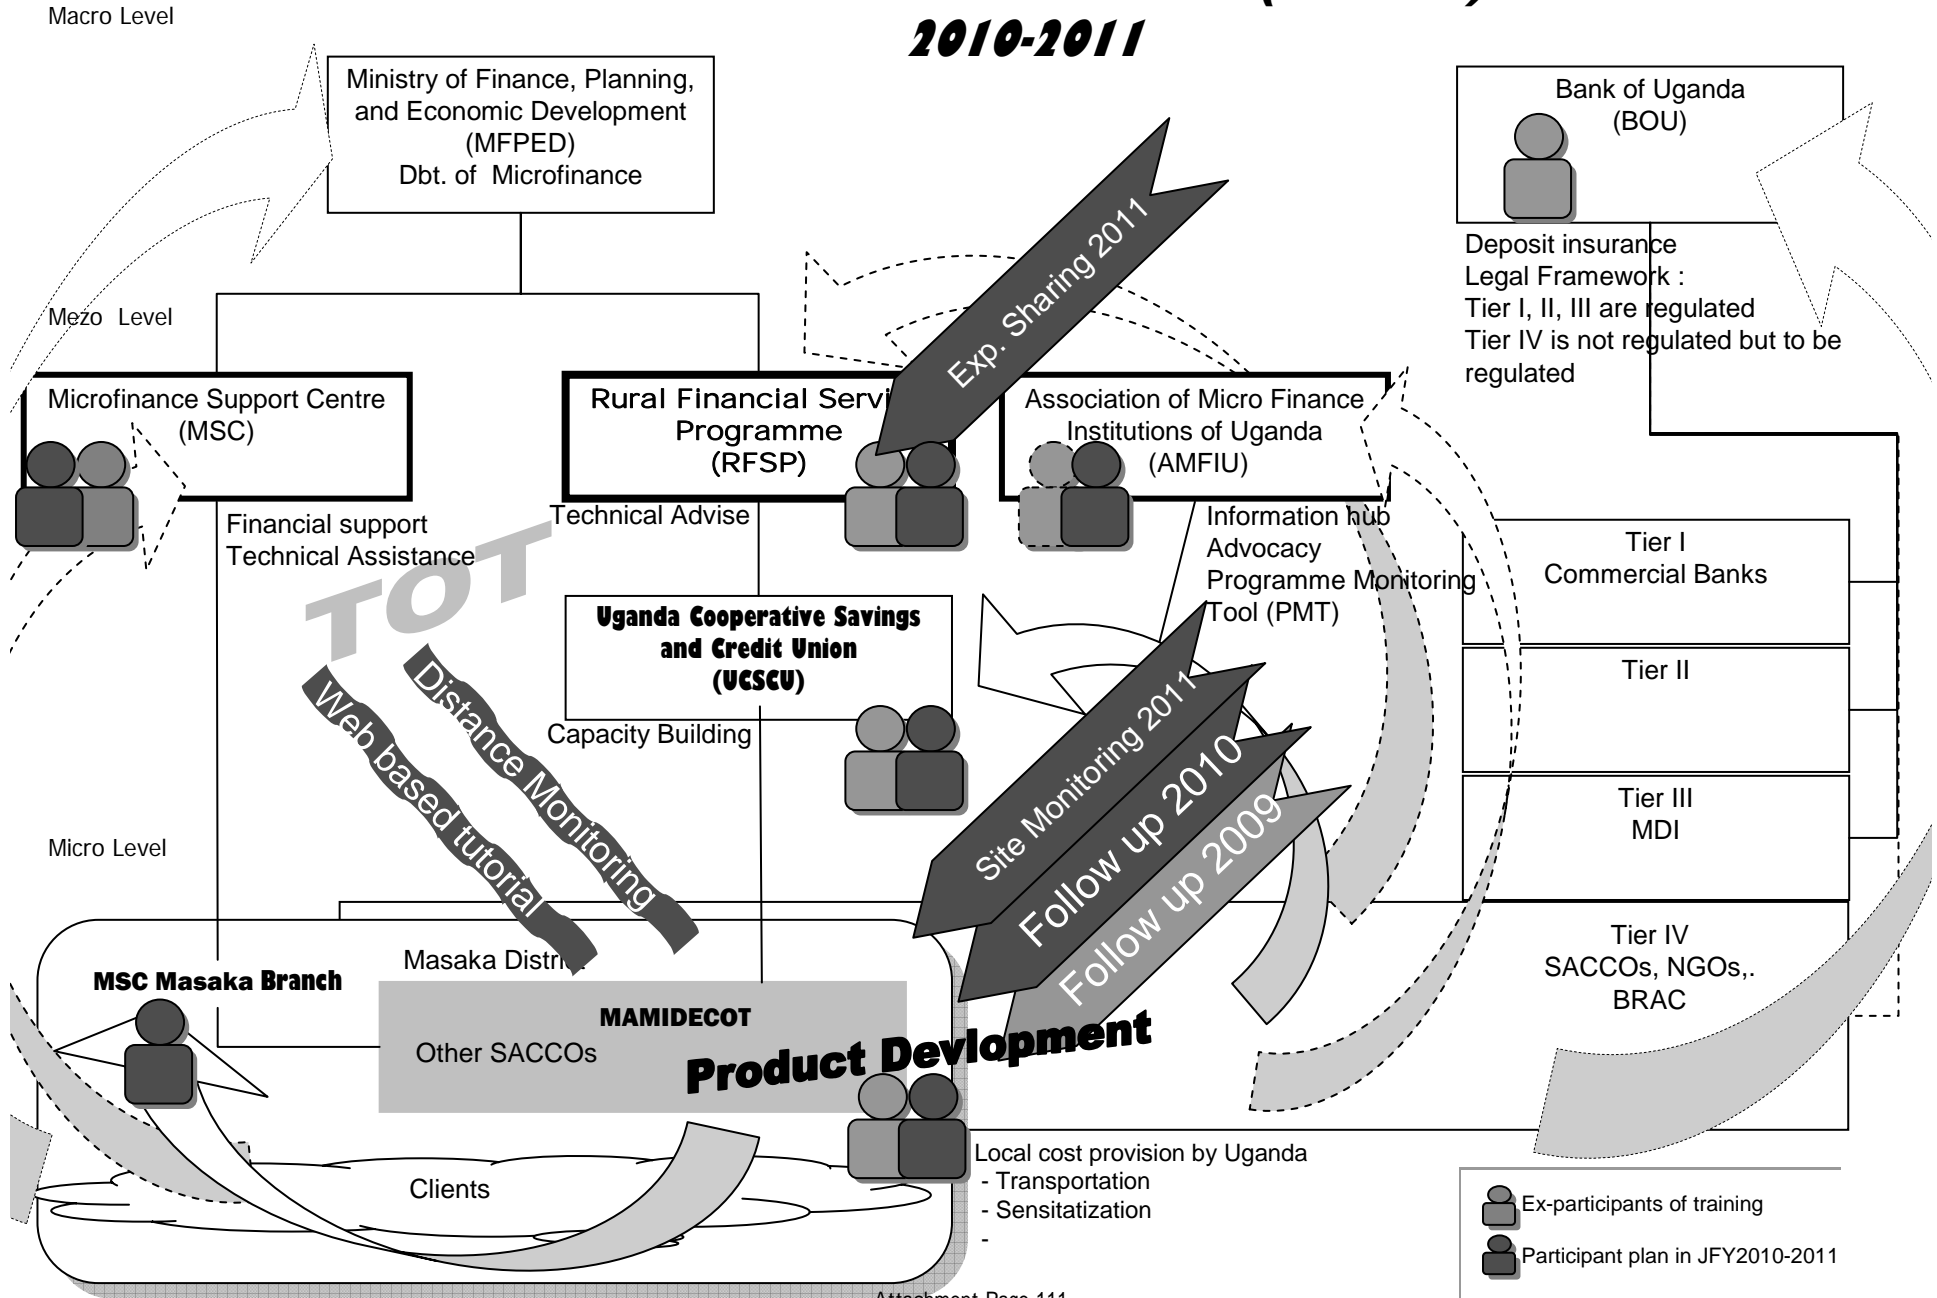 Macro Level
2010-2011
Ministry of Finance, Planning,
and Economic Development
(MFPED)
Dbt. of Microfinance
Bank of Uganda
(BOU)
Deposit insurance
Legal Framework :
Tier I, II, III are regulated
Tier IV is not regulated but to be
regulated
Exp. Sharing 2011
Mezo Level
Microfinance Support Centre
(MSC)
Financial support
Technical Assistance
Rural Financial Servi
Programme
(RFSP)
Technical Advise
Association of Micro Finance
Institutions of Uganda
(AMFIU)
Information hub
Advocacy
Programme Monitoring
Tool (PMT)
TOT
Web based tutorial
Distance Monitoring
Uganda Cooperative Savings
and Credit Union
(UCSCU)
Capacity Building
Site Monitoring 2011
Follow up 2010
Follow up 2009
Tier I
Commercial Banks
Tier II
Tier III
MDI
Tier IV
SACCOs, NGOs,.
BRAC
Micro Level
Masaka District
MSC Masaka Branch
MAMIDECOT
Other SACCOs
Product Devlopment
Clients
Local cost provision by Uganda
- Transportation
- Sensitatization
-
Ex-participants of training
Participant plan in JFY2010-2011
Attachment Page 111